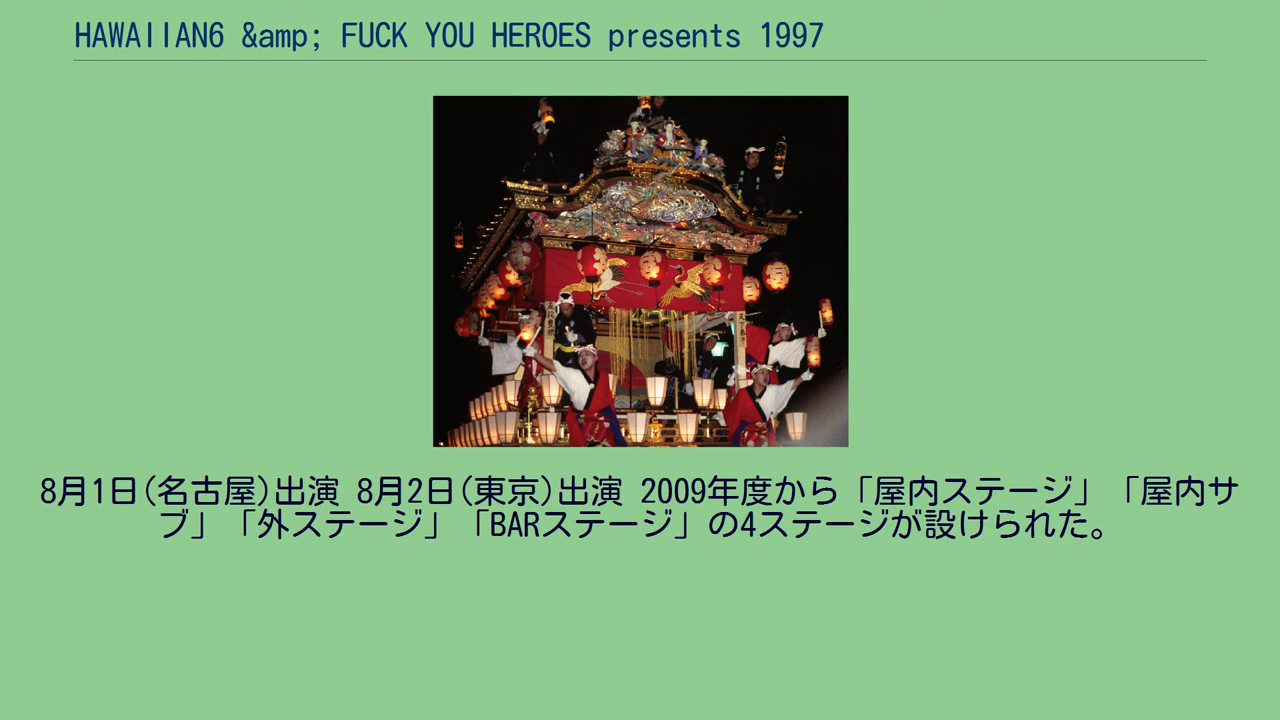 HAWAIIAN6 &amp; FUCK YOU HEROES presents 1997
8月1日(名古屋)出演 8月2日(東京)出演 2009年度から「屋内ステージ」「屋内サ
ブ」「外ステージ」「BARステージ」の4ステージが設けられた。